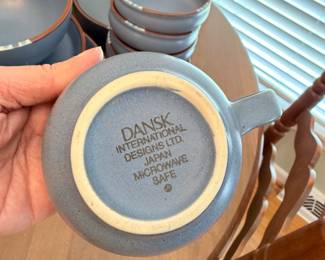 DANSK
INTERNATIONAL
DESIGNS LTD.
JAPAN
MICROWAVE
SAFE